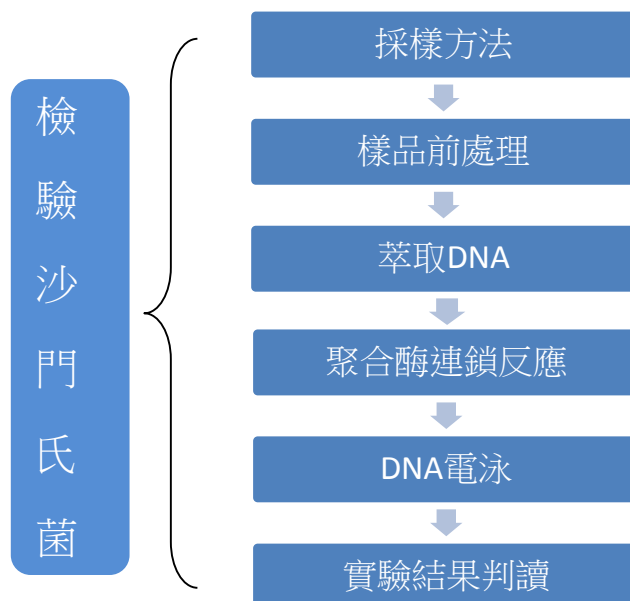 檢驗沙門氏菌
採樣方法
樣品前處理
萃取DNA
聚合酶連鎖反應
DNA電泳
實驗結果判讀